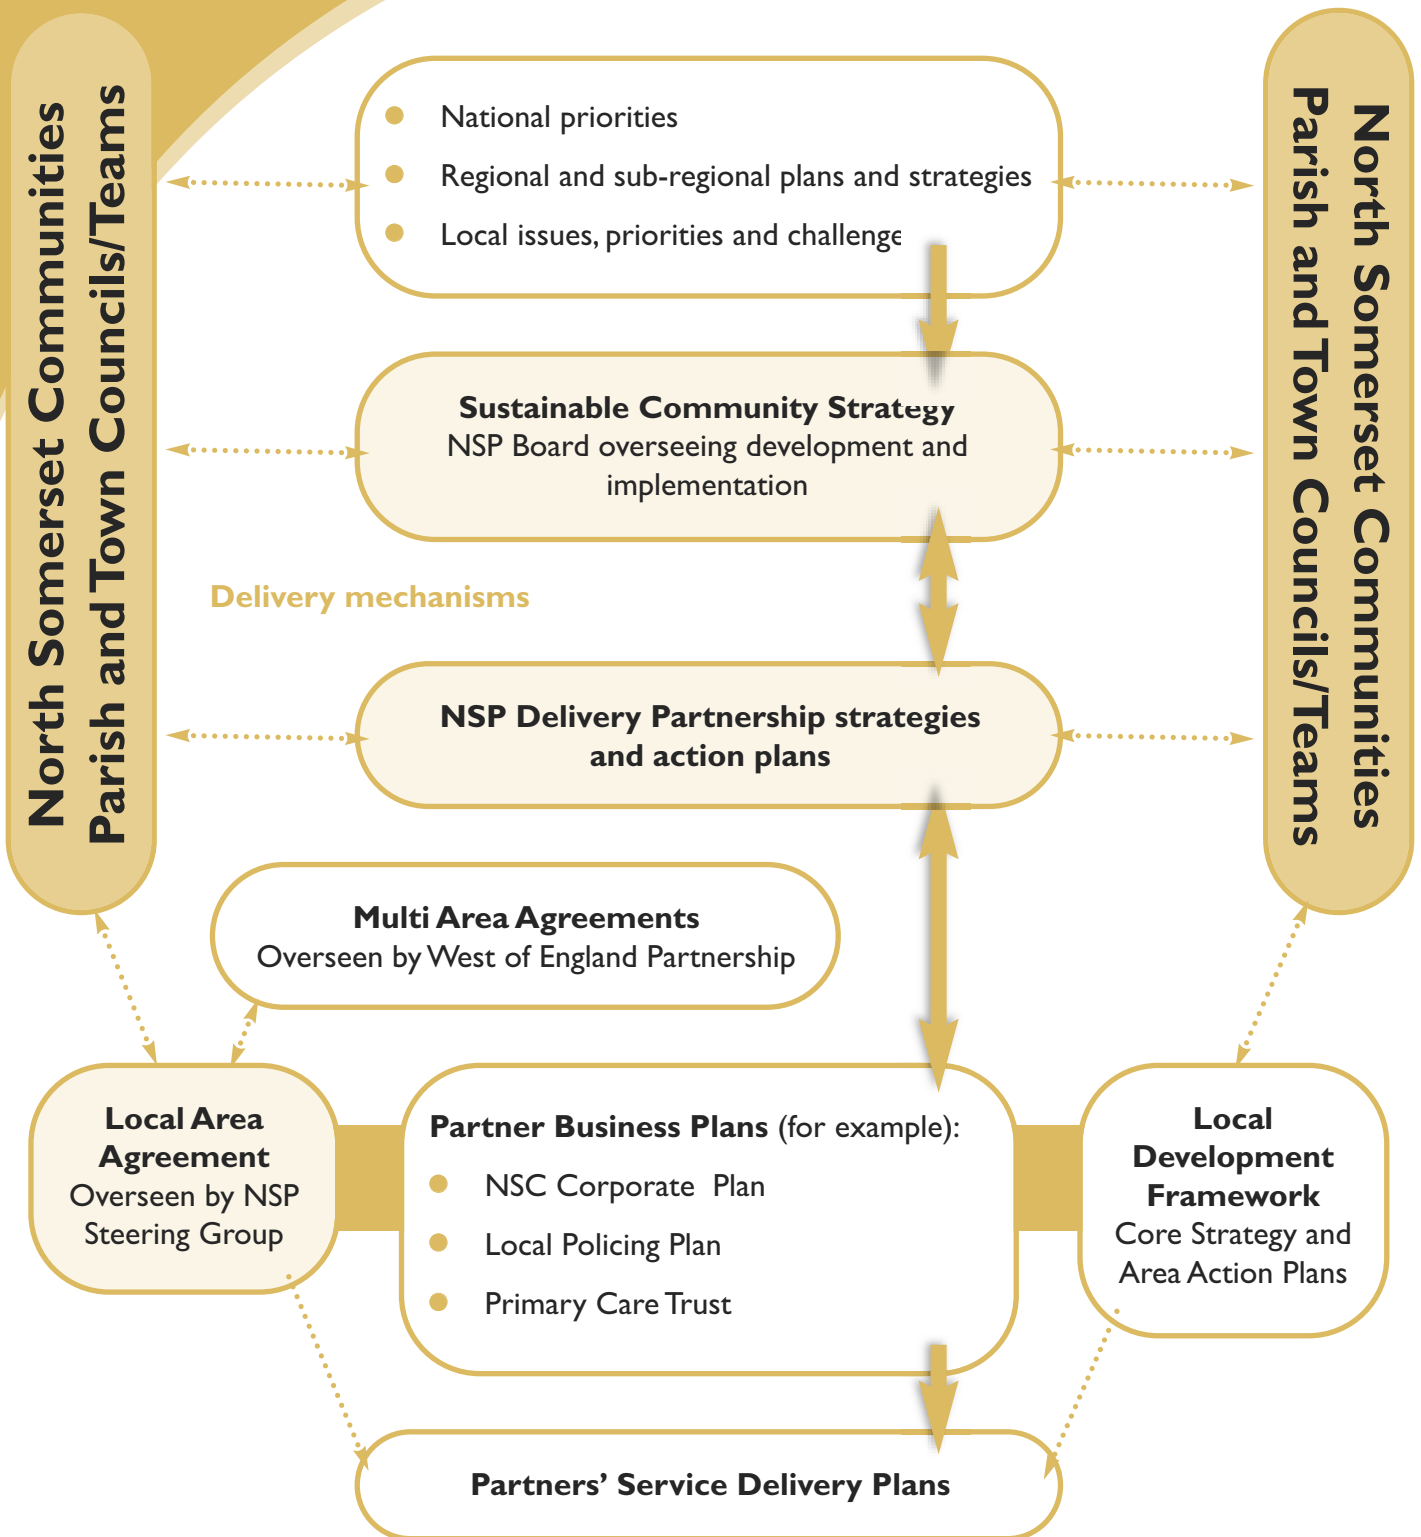 North Somerset Communities
Parish and Town Councils/Teams
National priorities
Regional and sub-regional plans and strategies
Local issues, priorities and challenge
Sustainable Community Strategy
NSP Board overseeing development and
implementation
Delivery mechanisms
NSP Delivery Partnership strategies
and action plans
Multi Area Agreements
Overseen by West of England Partnership
Local Area
Agreement
Overseen by NSP
Steering Group
Partner Business Plans (for example):
NSC Corporate Plan
Local Policing Plan
Primary Care Trust
Local
Development
Framework
Core Strategy and
Area Action Plans
Partners’ Service Delivery Plans
North Somerset Communities
Parish and Town Councils/Teams